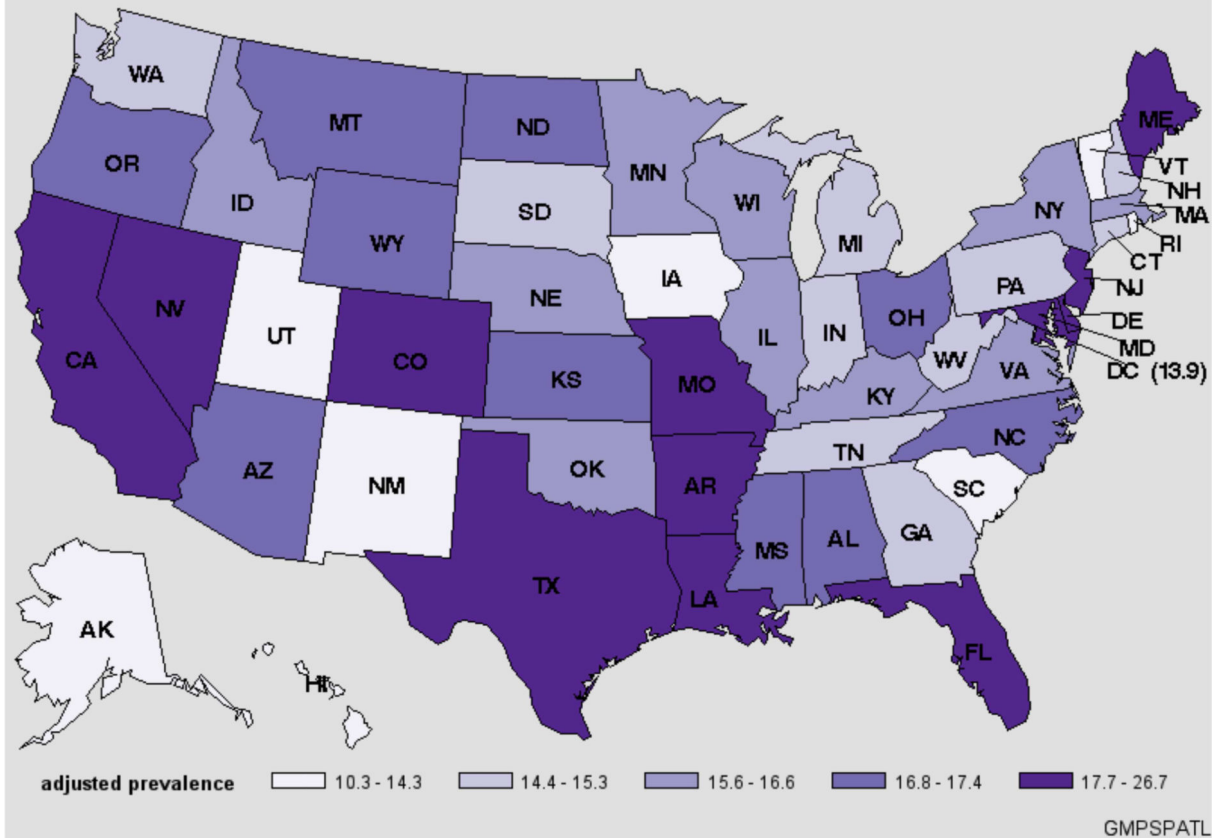 WA
MT
ND
ME
OR
MN
VT
ID
WI
NH
SD
NY
MA
WY
MI
RI
CT
IA
PA
NJ
NE
NV
OH
DE
UT
IL
IN
MD
CA
CO
WV
DC (13.9)
KS
MO
VA
KY
NC
TN
AZ
OK
NM
AR
SC
GA
MS
AL
TX
LA
AK
FL
HI
adjusted prevalence 10.3 - 14.3 14.4 - 15.3 15.6 - 16.6 16.8 - 17.4 17.7 - 26.7
GMPSPATL